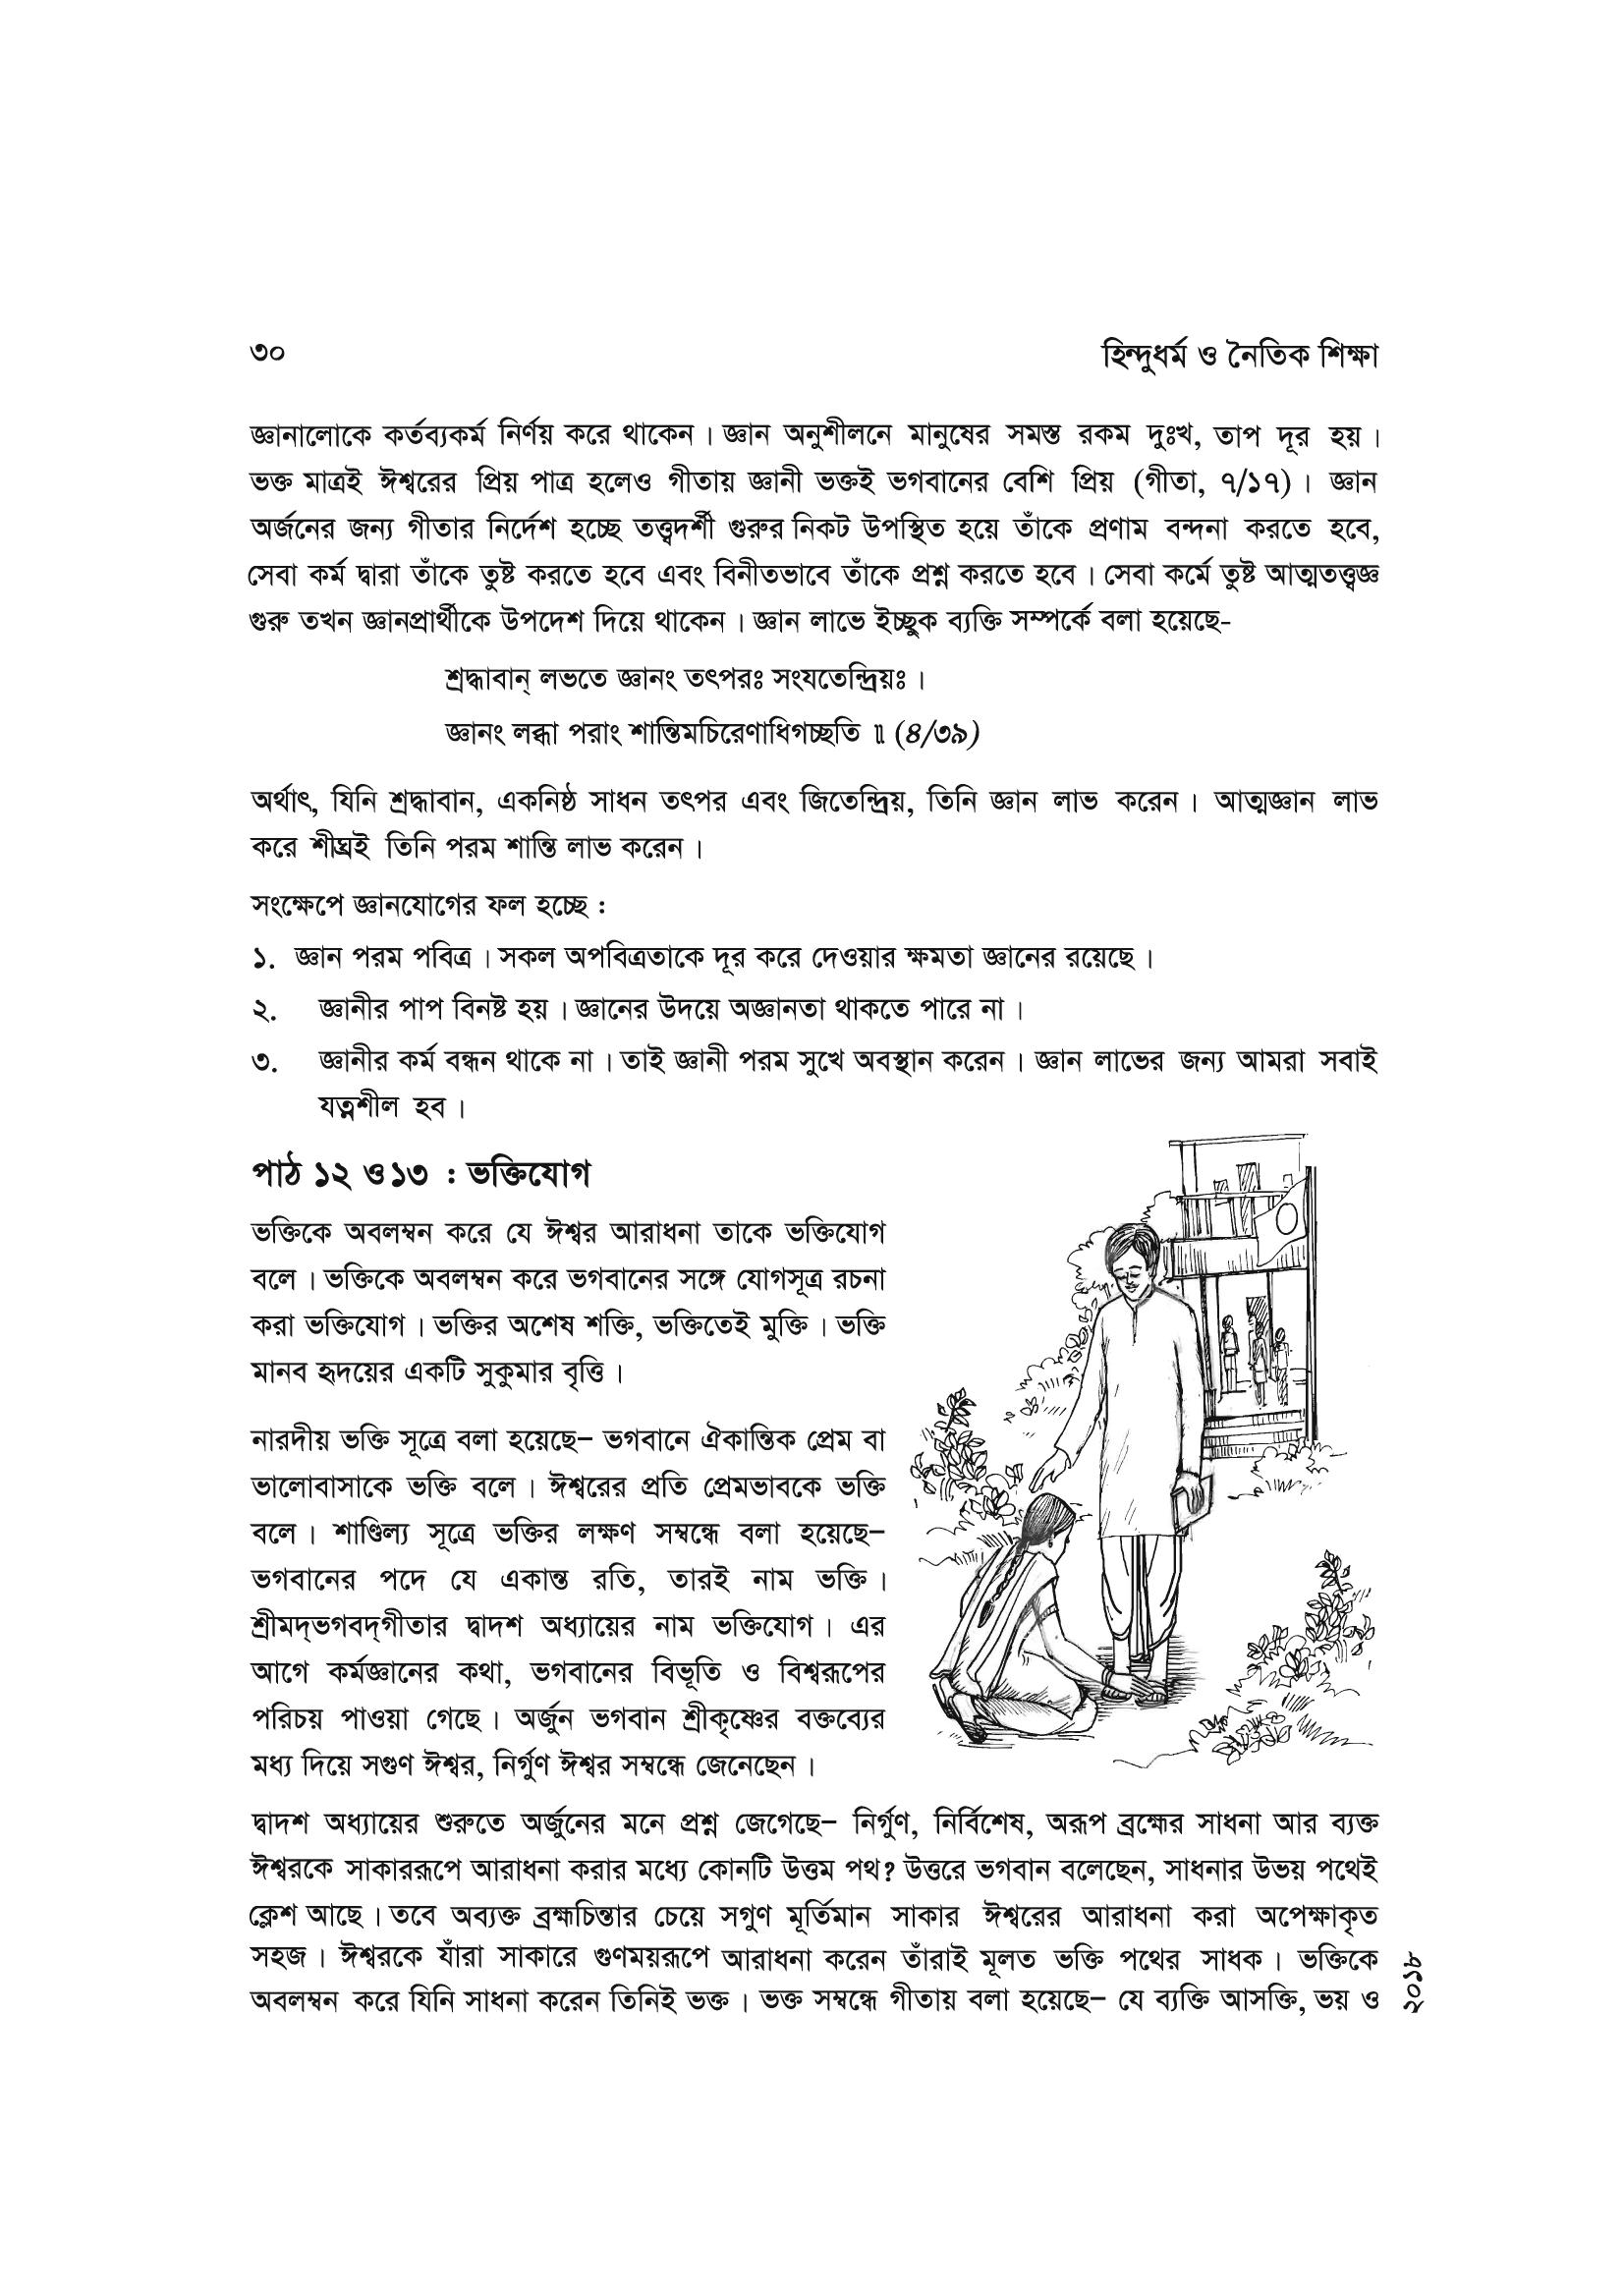 ৩০
হিন্দুধর্ম ও নৈতিক শিক্ষা
জ্ঞানালোকে কর্তব্যকর্ম নির্ণয় করে থাকেন। জ্ঞান অনুশীলনে মানুষের সমস্ত রকম দুঃখ, তাপ দূর হয়।
ভক্ত মাত্রই ঈশ্বরের প্রিয় পাত্র হলেও গীতায় জ্ঞানী ভক্তই ভগবানের বেশি প্রিয় (গীতা, ৭/১৭)। জ্ঞান
অর্জনের জন্য গীতার নির্দেশ হচ্ছে তত্ত্বদর্শী গুরুর নিকট উপস্থিত হয়ে তাঁকে প্রণাম বন্দনা করতে হবে,
সেবা কর্ম দ্বারা তাঁকে তুষ্ট করতে হবে এবং বিনীতভাবে তাঁকে প্রশ্ন করতে হবে। সেবা কর্মে তুষ্ট আত্মতত্ত্বজ্ঞ
গুরু তখন জ্ঞানপ্রার্থীকে উপদেশ দিয়ে থাকেন। জ্ঞান লাভে ইচ্ছুক ব্যক্তি সম্পর্কে বলা হয়েছে-
শ্রদ্ধাবান্ লভতে জ্ঞানং তৎপরঃ সংযতেন্দ্রিয়ঃ।
জ্ঞানং লব্ধা পরাং শান্তিমচিরেণাধিগচ্ছতি ॥ (৪/৩৯)
অর্থাৎ, যিনি শ্রদ্ধাবান, একনিষ্ঠ সাধন তৎপর এবং জিতেন্দ্রিয়, তিনি জ্ঞান লাভ করেন। আত্মজ্ঞান লাভ
করে শীঘ্রই তিনি পরম শান্তি লাভ করেন।
সংক্ষেপে জ্ঞানযোগের ফল হচ্ছে :
১. জ্ঞান পরম পবিত্র। সকল অপবিত্রতাকে দূর করে দেওয়ার ক্ষমতা জ্ঞানের রয়েছে।
২. জ্ঞানীর পাপ বিনষ্ট হয়। জ্ঞানের উদয়ে অজ্ঞানতা থাকতে পারে না।
৩. জ্ঞানীর কর্ম বন্ধন থাকে না। তাই জ্ঞানী পরম সুখে অবস্থান করেন। জ্ঞান লাভের জন্য আমরা সবাই
যত্নশীল হব।
পাঠ ১২ ও১৩ : ভক্তিযোগ
ভক্তিকে অবলম্বন করে যে ঈশ্বর আরাধনা তাকে ভক্তিযোগ
বলে। ভক্তিকে অবলম্বন করে ভগবানের সঙ্গে যোগসূত্র রচনা
করা ভক্তিযোগ। ভক্তির অশেষ শক্তি, ভক্তিতেই মুক্তি। ভক্তি
মানব হৃদয়ের একটি সুকুমার বৃত্তি।
নারদীয় ভক্তি সূত্রে বলা হয়েছে– ভগবানে ঐকান্তিক প্রেম বা
ভালোবাসাকে ভক্তি বলে। ঈশ্বরের প্রতি প্রেমভাবকে ভক্তি
বলে। শাণ্ডিল্য সূত্রে ভক্তির লক্ষণ সম্বন্ধে বলা হয়েছে–
ভগবানের পদে যে একান্ত রতি, তারই নাম ভক্তি।
শ্রীমদ্‌ভগবদ্‌গীতার দ্বাদশ অধ্যায়ের নাম ভক্তিযোগ। এর
আগে কর্মজ্ঞানের কথা, ভগবানের বিভূতি ও বিশ্বরূপের
পরিচয় পাওয়া গেছে। অর্জুন ভগবান শ্রীকৃষ্ণের বক্তব্যের
মধ্য দিয়ে সগুণ ঈশ্বর, নির্গুণ ঈশ্বর সম্বন্ধে জেনেছেন।
দ্বাদশ অধ্যায়ের শুরুতে অর্জুনের মনে প্রশ্ন জেগেছে– নির্গুণ, নির্বিশেষ, অরূপ ব্রহ্মের সাধনা আর ব্যক্ত
ঈশ্বরকে সাকাররূপে আরাধনা করার মধ্যে কোনটি উত্তম পথ? উত্তরে ভগবান বলেছেন, সাধনার উভয় পথেই
ক্লেশ আছে। তবে অব্যক্ত ব্রহ্মচিন্তার চেয়ে সগুণ মূর্তিমান সাকার ঈশ্বরের আরাধনা করা অপেক্ষাকৃত
সহজ। ঈশ্বরকে যাঁরা সাকারে গুণময়রূপে আরাধনা করেন তাঁরাই মূলত ভক্তি পথের সাধক। ভক্তিকে
অবলম্বন করে যিনি সাধনা করেন তিনিই ভক্ত। ভক্ত সম্বন্ধে গীতায় বলা হয়েছে– যে ব্যক্তি আসক্তি, ভয় ও
২০১৮